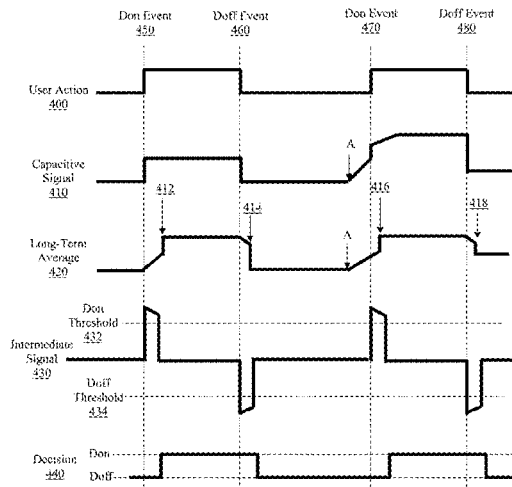 Don Event
450
Doff Event
460
Don Event
470
Doff Event
480
User Action
400
Capacitive
Signal
410
A
412
414
416
418
Long-Term
Average
420
A
Don
Threshold
432
Intermediate
Signal
430
Doff
Threshold
434
Decision
440
Don
Doff